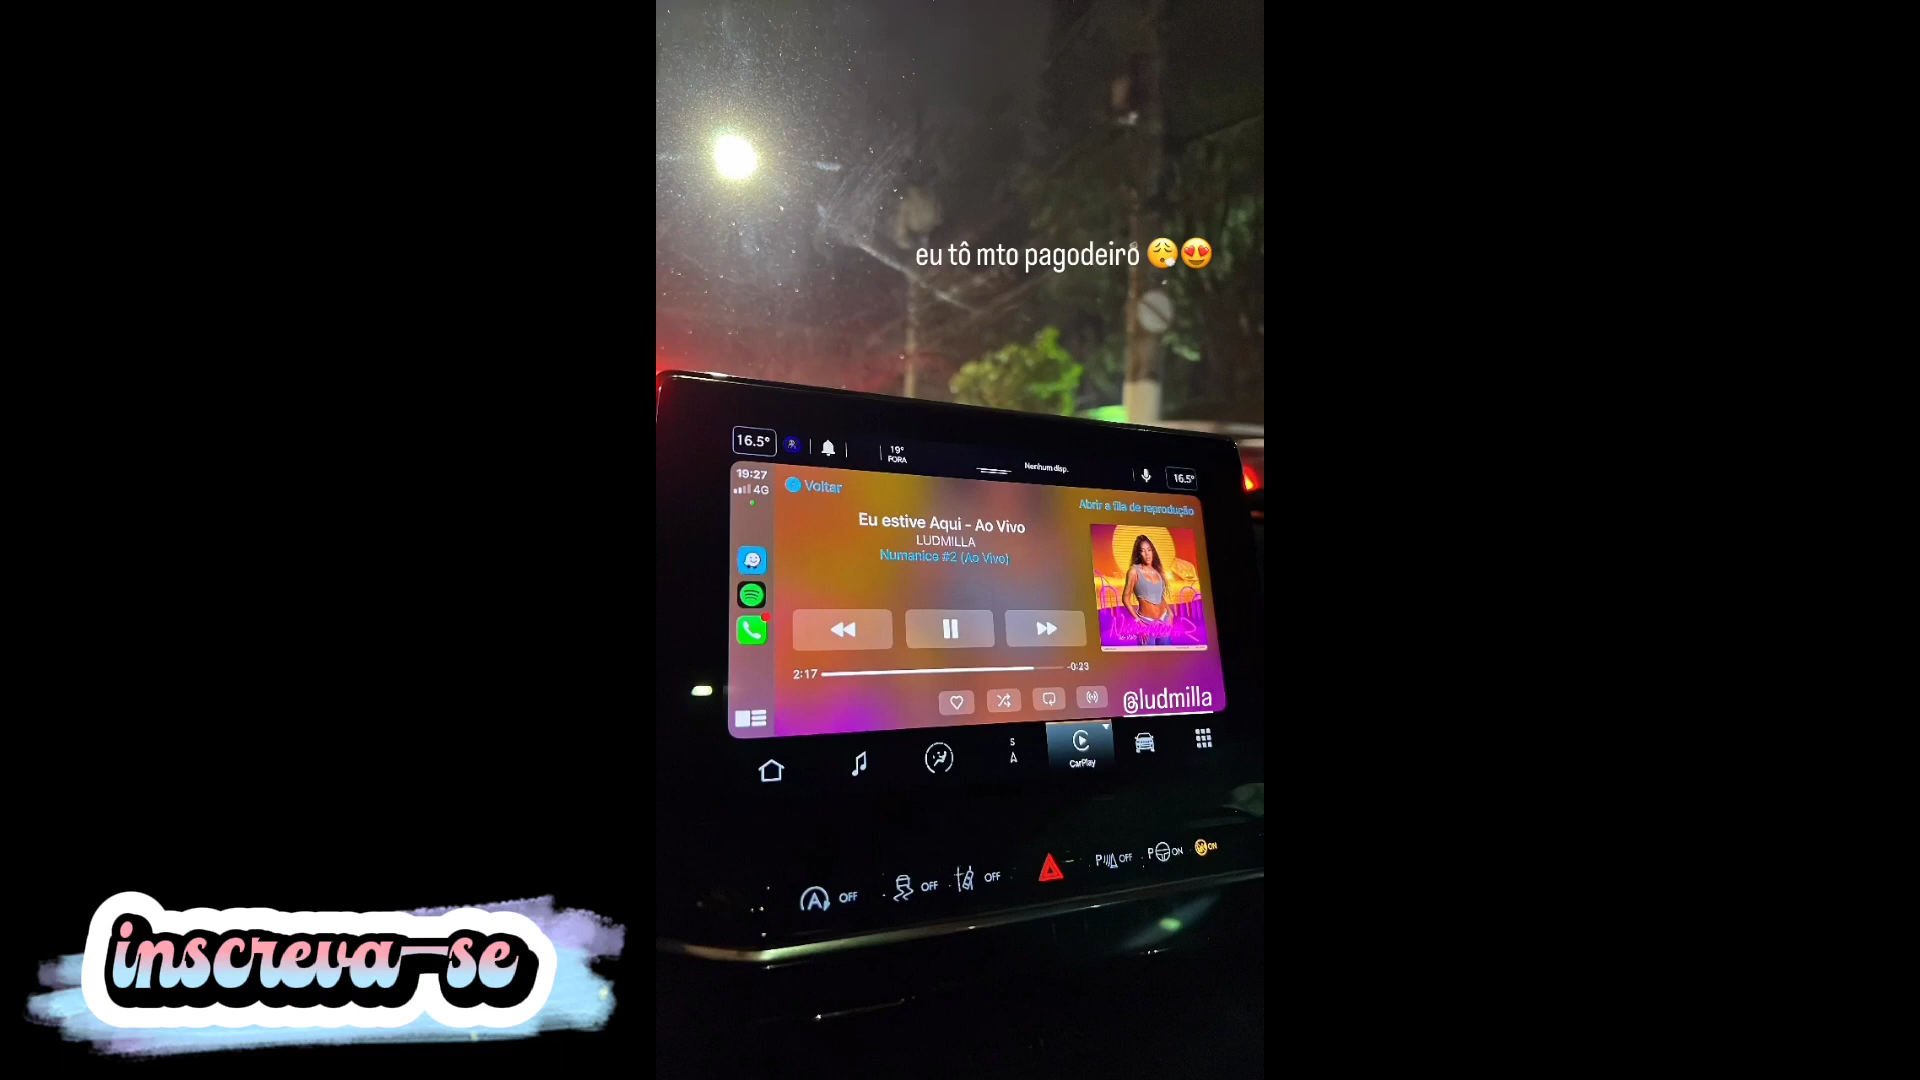 eu tô mto pagodeiro 😮‍💨😍
16.5°
19°
FORA
Nenhum disp.
16.5°
19:27
4G
Voltar
Abrir a fila de reprodução
Eu estive Aqui - Ao Vivo
LUDMILLA
Numanice #2 (Ao Vivo)
2:17
-0:23
@ludmilla
S
A
CarPlay
A OFF
OFF
OFF
P OFF
P ON
ON
inscreva-se